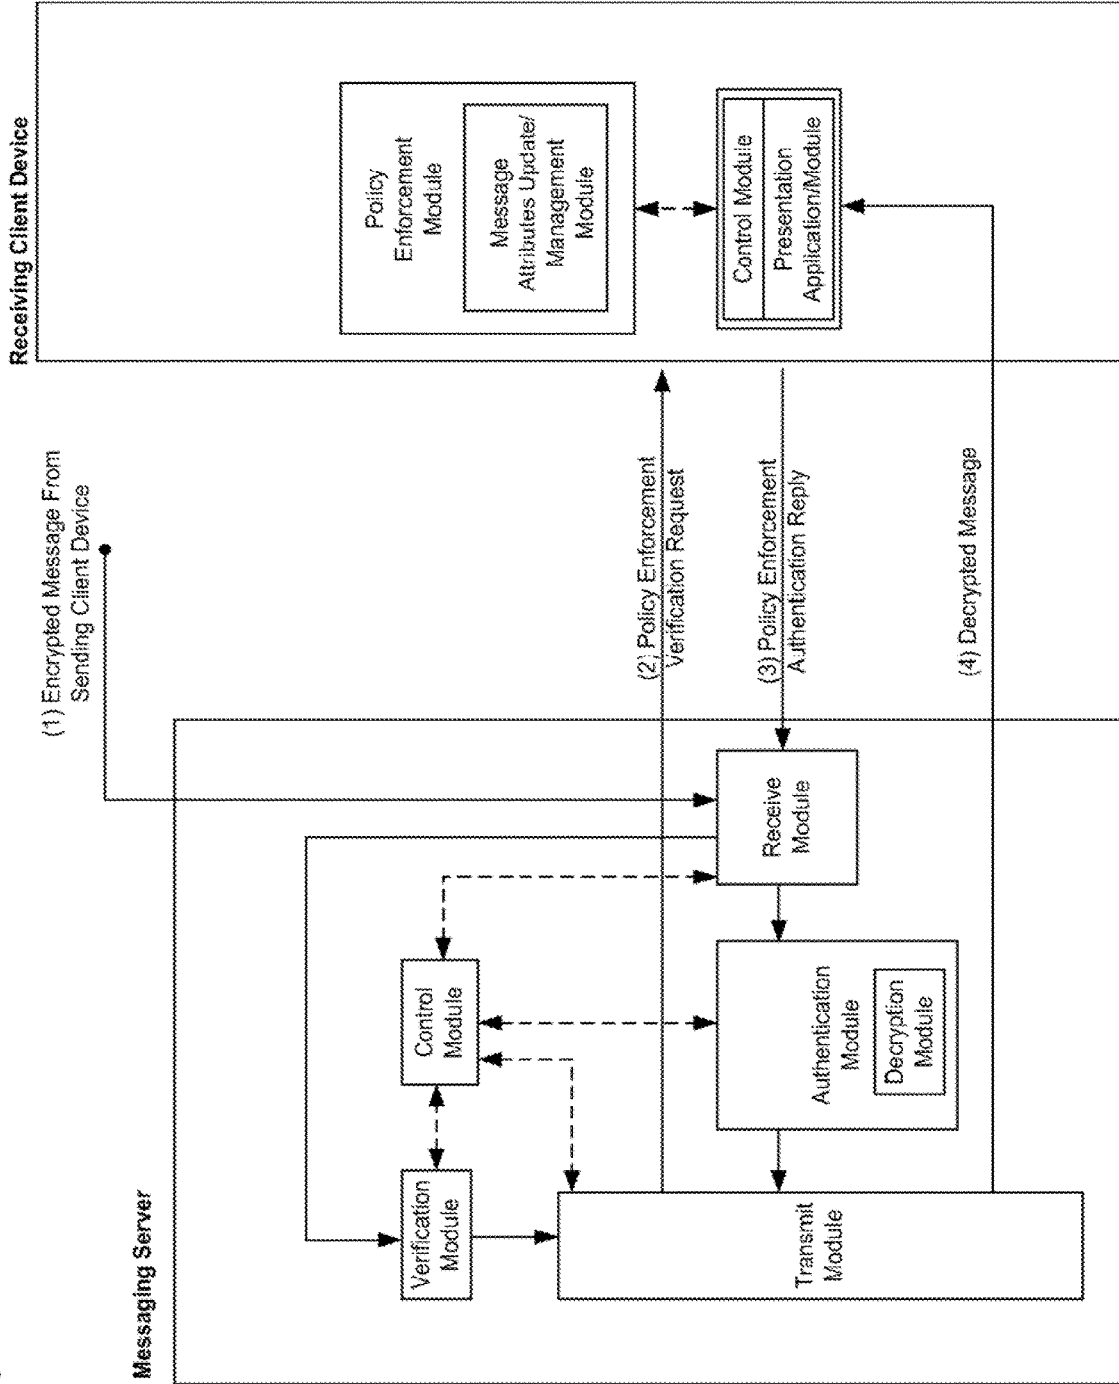 Messaging Server
Receiving Client Device
(1) Encrypted Message From
Sending Client Device
Verification
Module
Control
Module
Policy
Enforcement
Module
Message
Attributes Update/
Management
Module
(2) Policy Enforcement
Verification Request
Transmit
Module
Authentication
Module
Decryption
Module
Receive
Module
(3) Policy Enforcement
Authentication Reply
Control Module
Presentation
Application/Module
(4) Decrypted Message